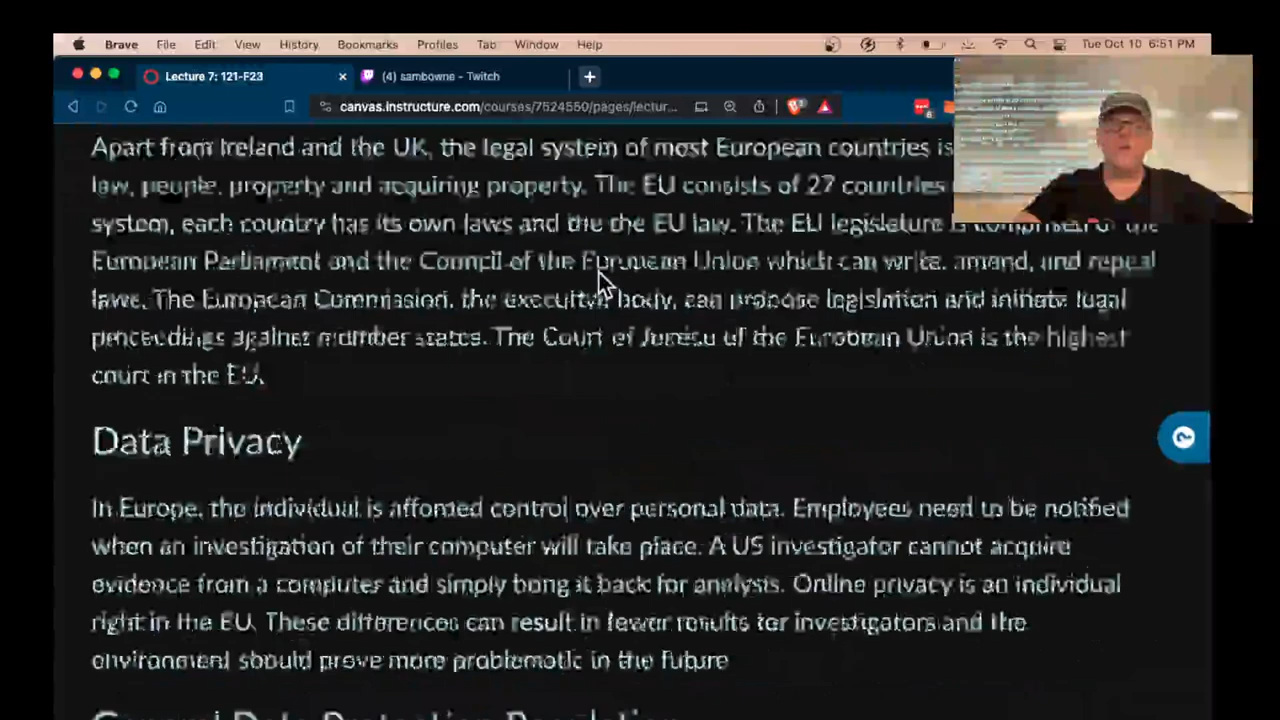 Brave File Edit View History Bookmarks Profiles Tab Window Help Tue Oct 10 6:51 PM
Lecture 7: 121-F23 (4) sambowne - Twitch
canvas.instructure.com/courses/7524550/pages/lectur...
Apart from Ireland and the UK, the legal system of most European countries is
law, people, property and acquiring property. The EU consists of 27 countries
system, each country has its own laws and the the EU law. The EU legislature is comprised of the
European Parliament and the Council of the European Union which can write, amend, and repeal
laws. The European Commission, the executive body, can propose legislation and initiate legal
proceedings against member states. The Court of Justice of the European Union is the highest
court in the EU.
Data Privacy
In Europe, the individual is afforded control over personal data. Employees need to be notified
when an investigation of their computer will take place. A US investigator cannot acquire
evidence from a computer and simply bring it back for analysis. Online privacy is an individual
right in the EU. These differences can result in fewer results for investigators and the
environment should prove more problematic in the future
General Data Protection Regulation